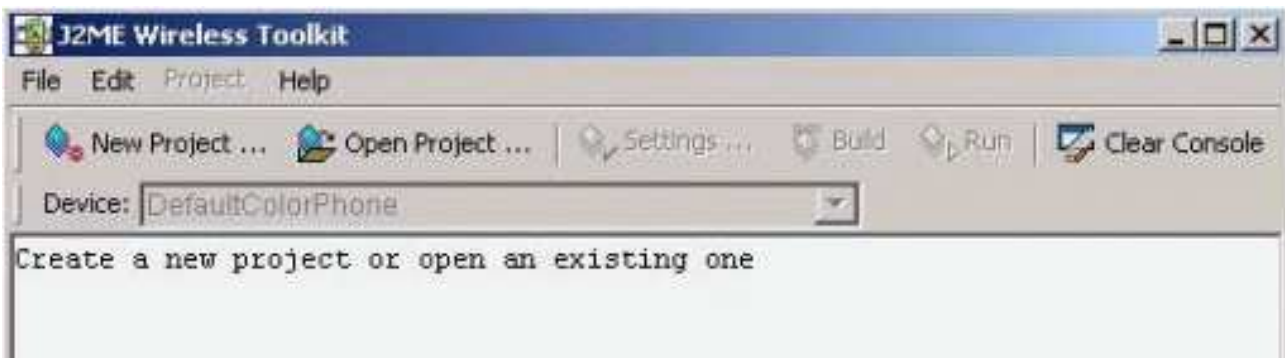 J2ME Wireless Toolkit
File Edit Project Help
New Project ... Open Project ... Settings ... Build Run Clear Console
Device: DefaultColorPhone
Create a new project or open an existing one